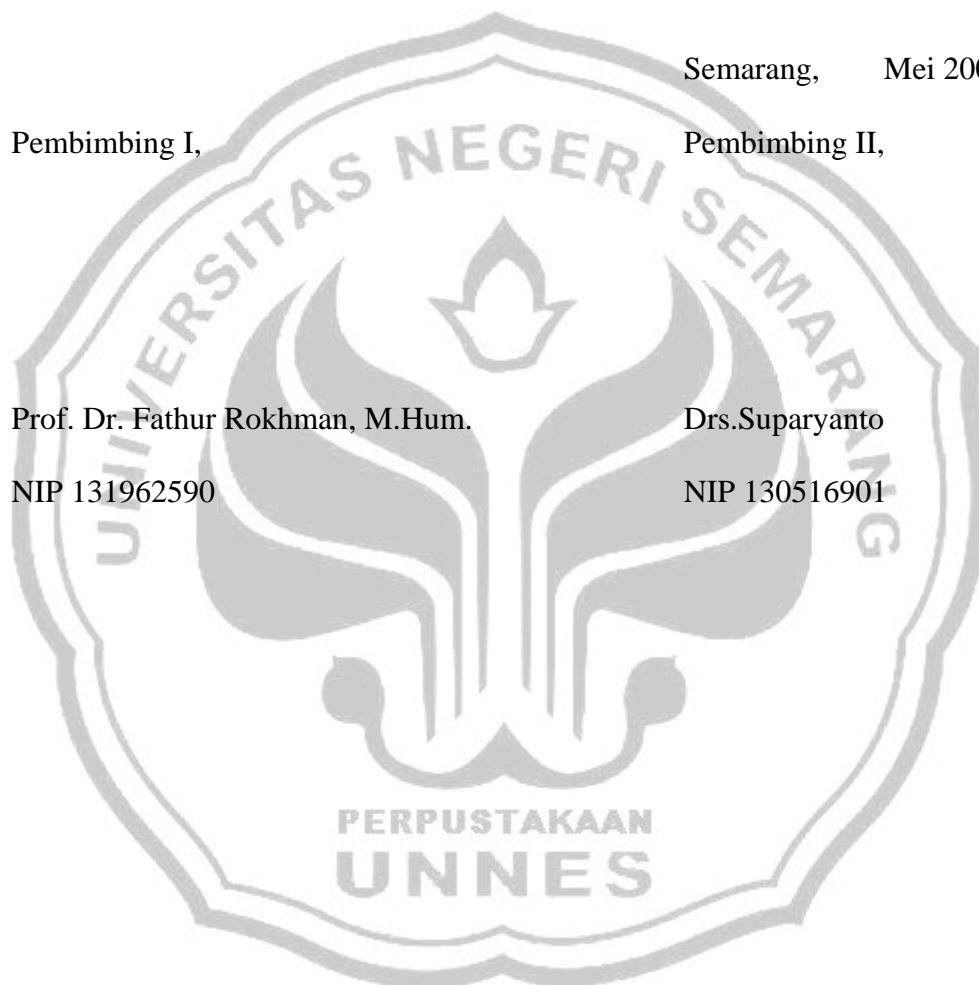 Semarang, Mei 200
Pembimbing I, Pembimbing II,
Prof. Dr. Fathur Rokhman, M.Hum. Drs.Suparyanto
NIP 131962590 NIP 130516901
UNIVERSITAS NEGERI SEMARANG
PERPUSTAKAAN
UNNES